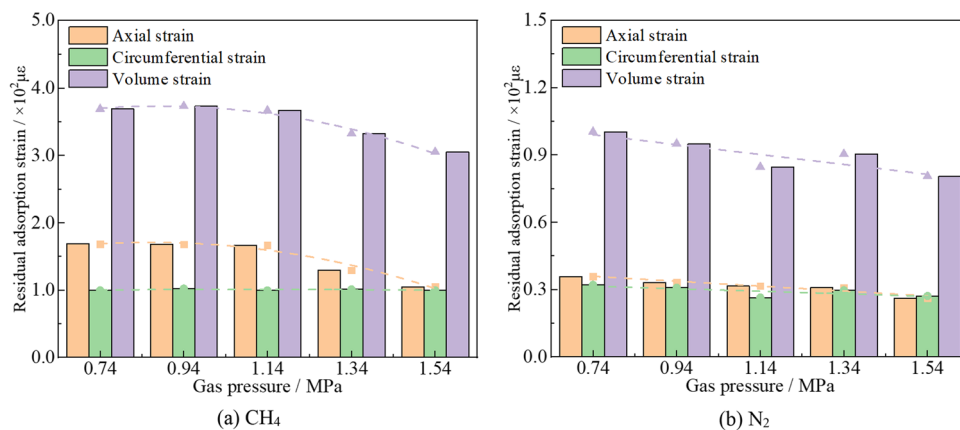 5.0
4.0
3.0
2.0
1.0
0.0
Residual adsorption strain / ×10²με
Axial strain
Circumferential strain
Volume strain
0.74 0.94 1.14 1.34 1.54
Gas pressure / MPa
(a) CH₄
1.5
1.2
0.9
0.6
0.3
0.0
Residual adsorption strain / ×10²με
Axial strain
Circumferential strain
Volume strain
0.74 0.94 1.14 1.34 1.54
Gas pressure / MPa
(b) N₂